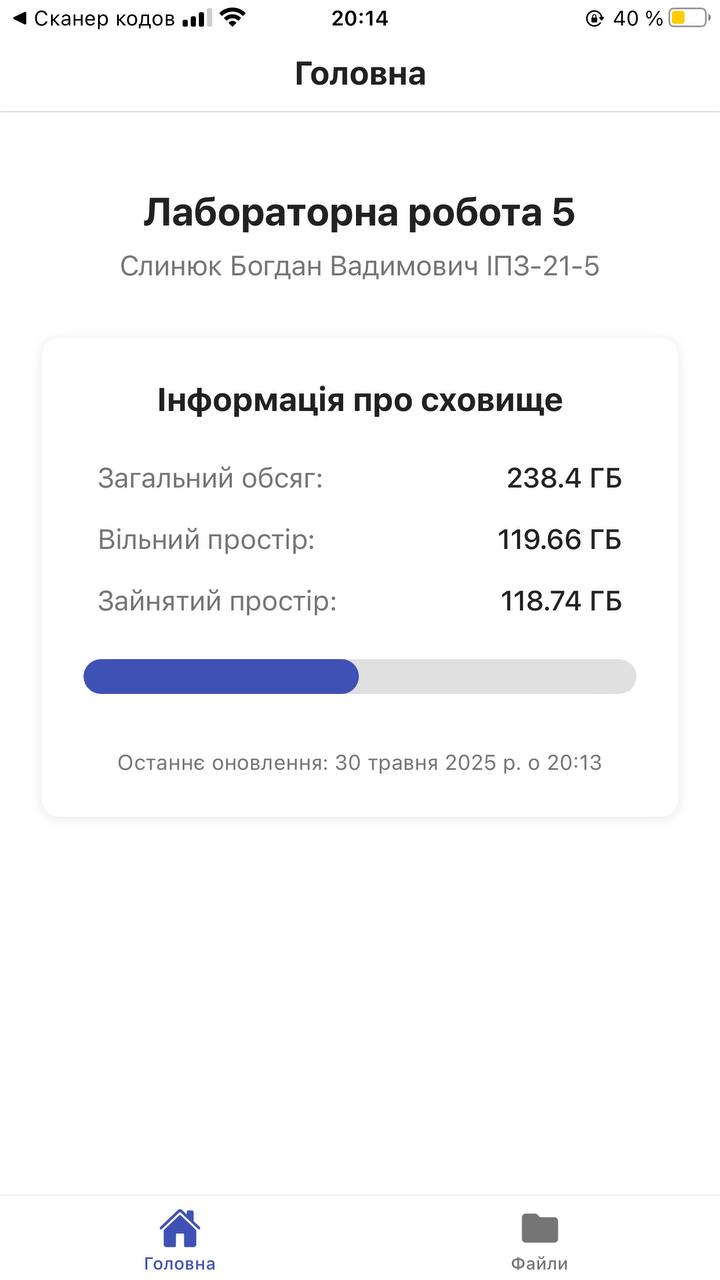 ◀ Сканер кодов 20:14 40 %
Головна
Лабораторна робота 5
Слинюк Богдан Вадимович ІПЗ-21-5
Інформація про сховище
Загальний обсяг: 238.4 ГБ
Вільний простір: 119.66 ГБ
Зайнятий простір: 118.74 ГБ
Останнє оновлення: 30 травня 2025 р. о 20:13
Головна Файли